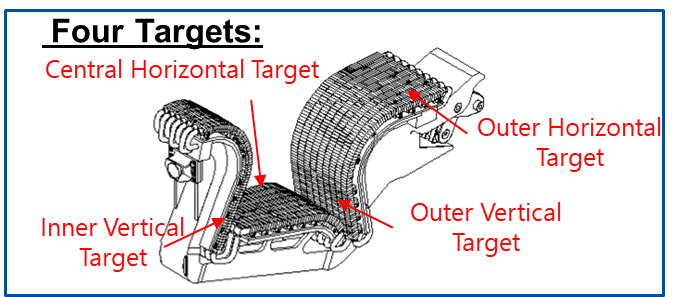 Four Targets:
Central Horizontal Target
Outer Horizontal
Target
Inner Vertical
Target
Outer Vertical
Target